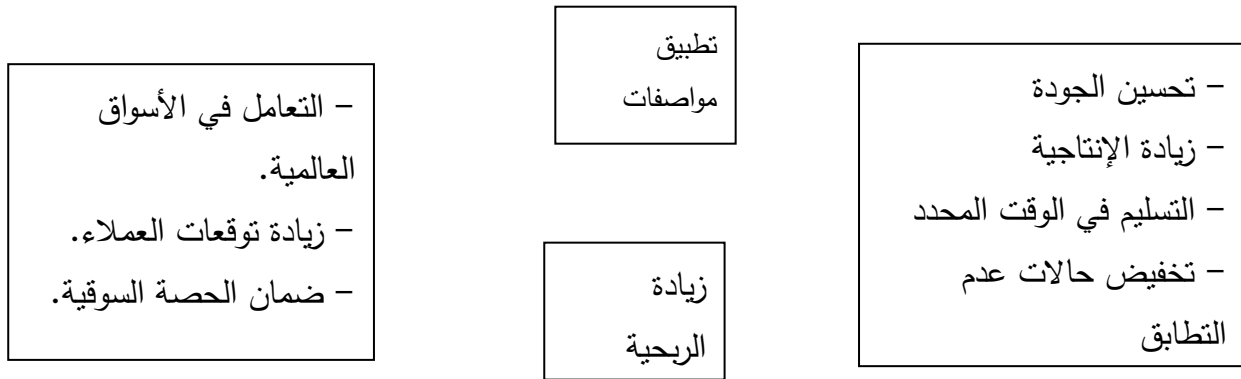 تطبيق
مواصفات
– تحسين الجودة
– زيادة الإنتاجية
– التسليم في الوقت المحدد
– تخفيض حالات عدم
التطابق
– التعامل في الأسواق
العالمية.
– زيادة توقعات العملاء.
– ضمان الحصة السوقية.
زيادة
الربحية